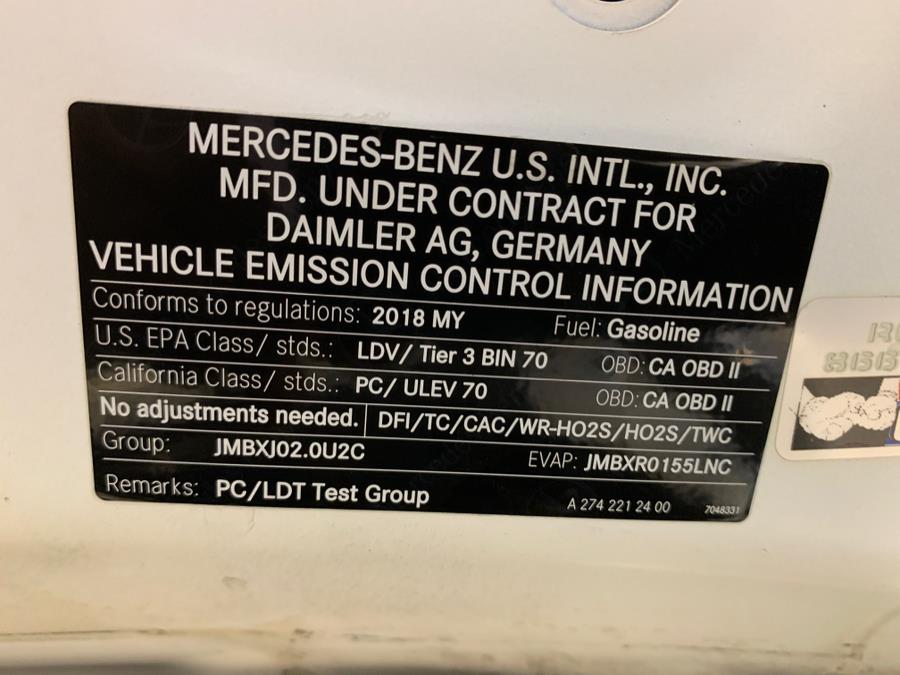 MERCEDES-BENZ U.S. INTL., INC.
MFD. UNDER CONTRACT FOR
DAIMLER AG, GERMANY
VEHICLE EMISSION CONTROL INFORMATION
Conforms to regulations: 2018 MY Fuel: Gasoline
U.S. EPA Class/ stds.: LDV/ Tier 3 BIN 70 OBD: CA OBD II
California Class/ stds.: PC/ ULEV 70 OBD: CA OBD II
No adjustments needed. DFI/TC/CAC/WR-HO2S/HO2S/TWC
Group: JMBXJ02.0U2C EVAP: JMBXR0155LNC
Remarks: PC/LDT Test Group A 274 221 24 00 7048331